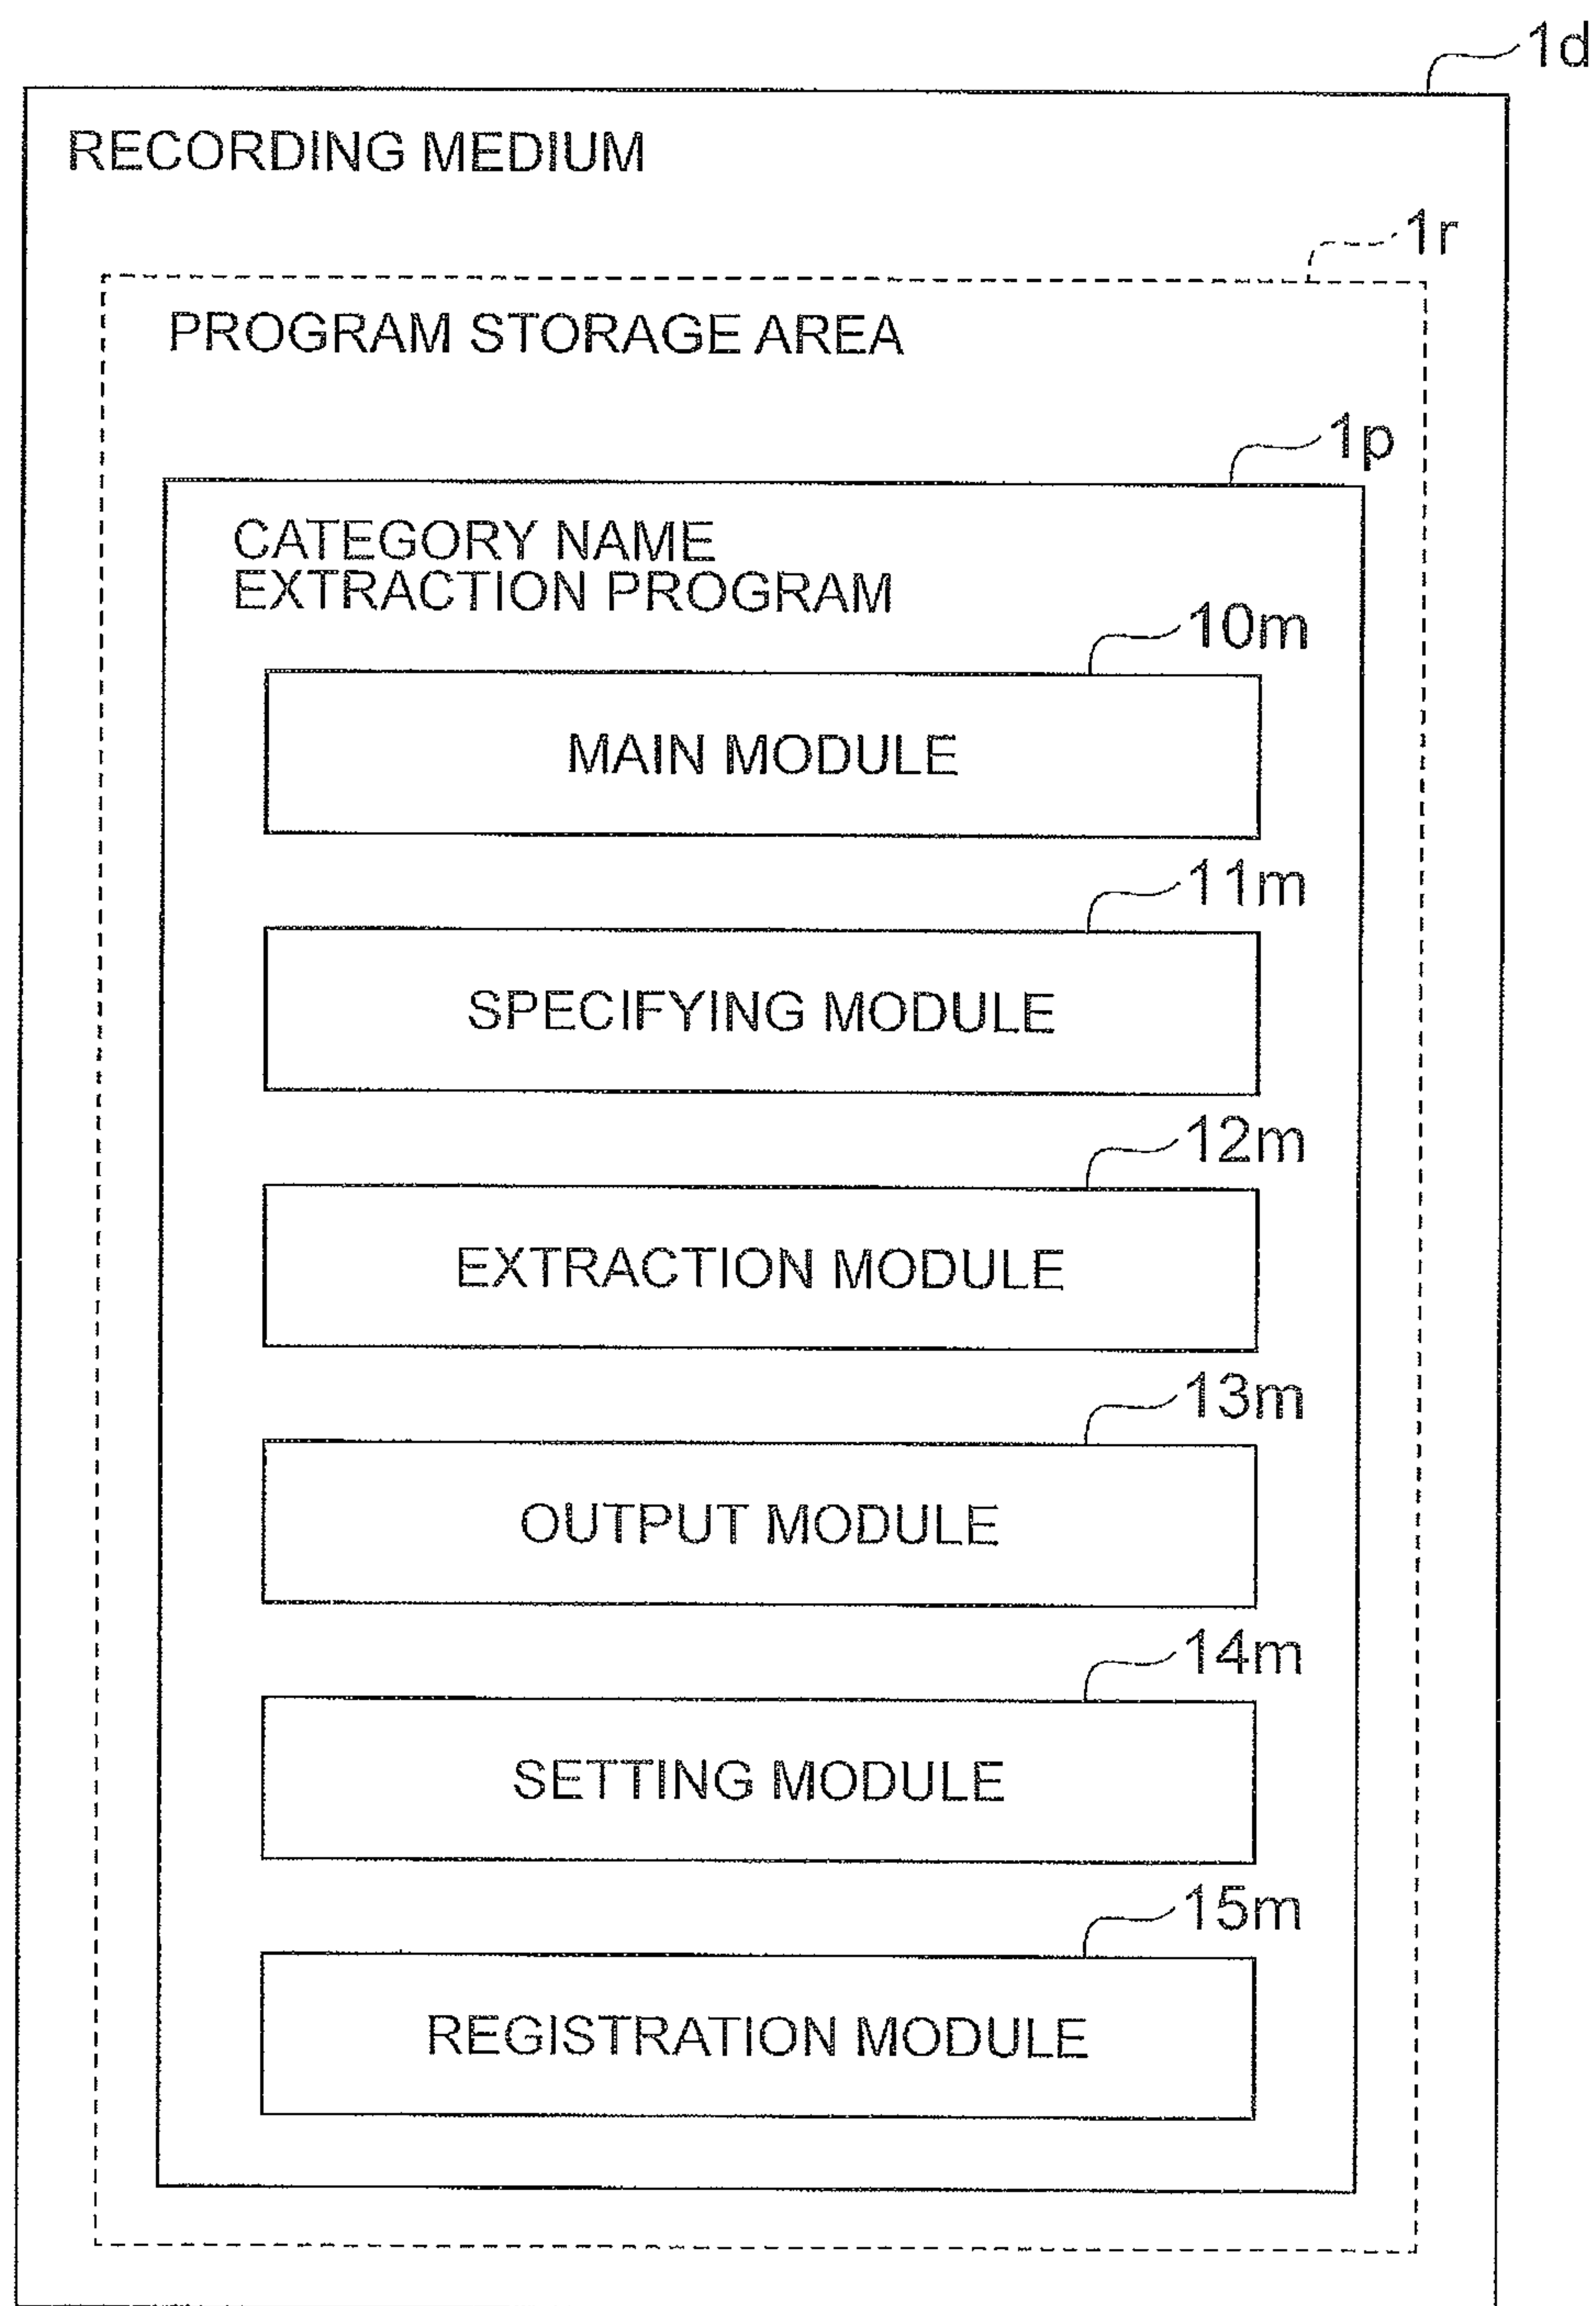 1d
RECORDING MEDIUM
1r
PROGRAM STORAGE AREA
1p
CATEGORY NAME
EXTRACTION PROGRAM
10m
MAIN MODULE
11m
SPECIFYING MODULE
12m
EXTRACTION MODULE
13m
OUTPUT MODULE
14m
SETTING MODULE
15m
REGISTRATION MODULE